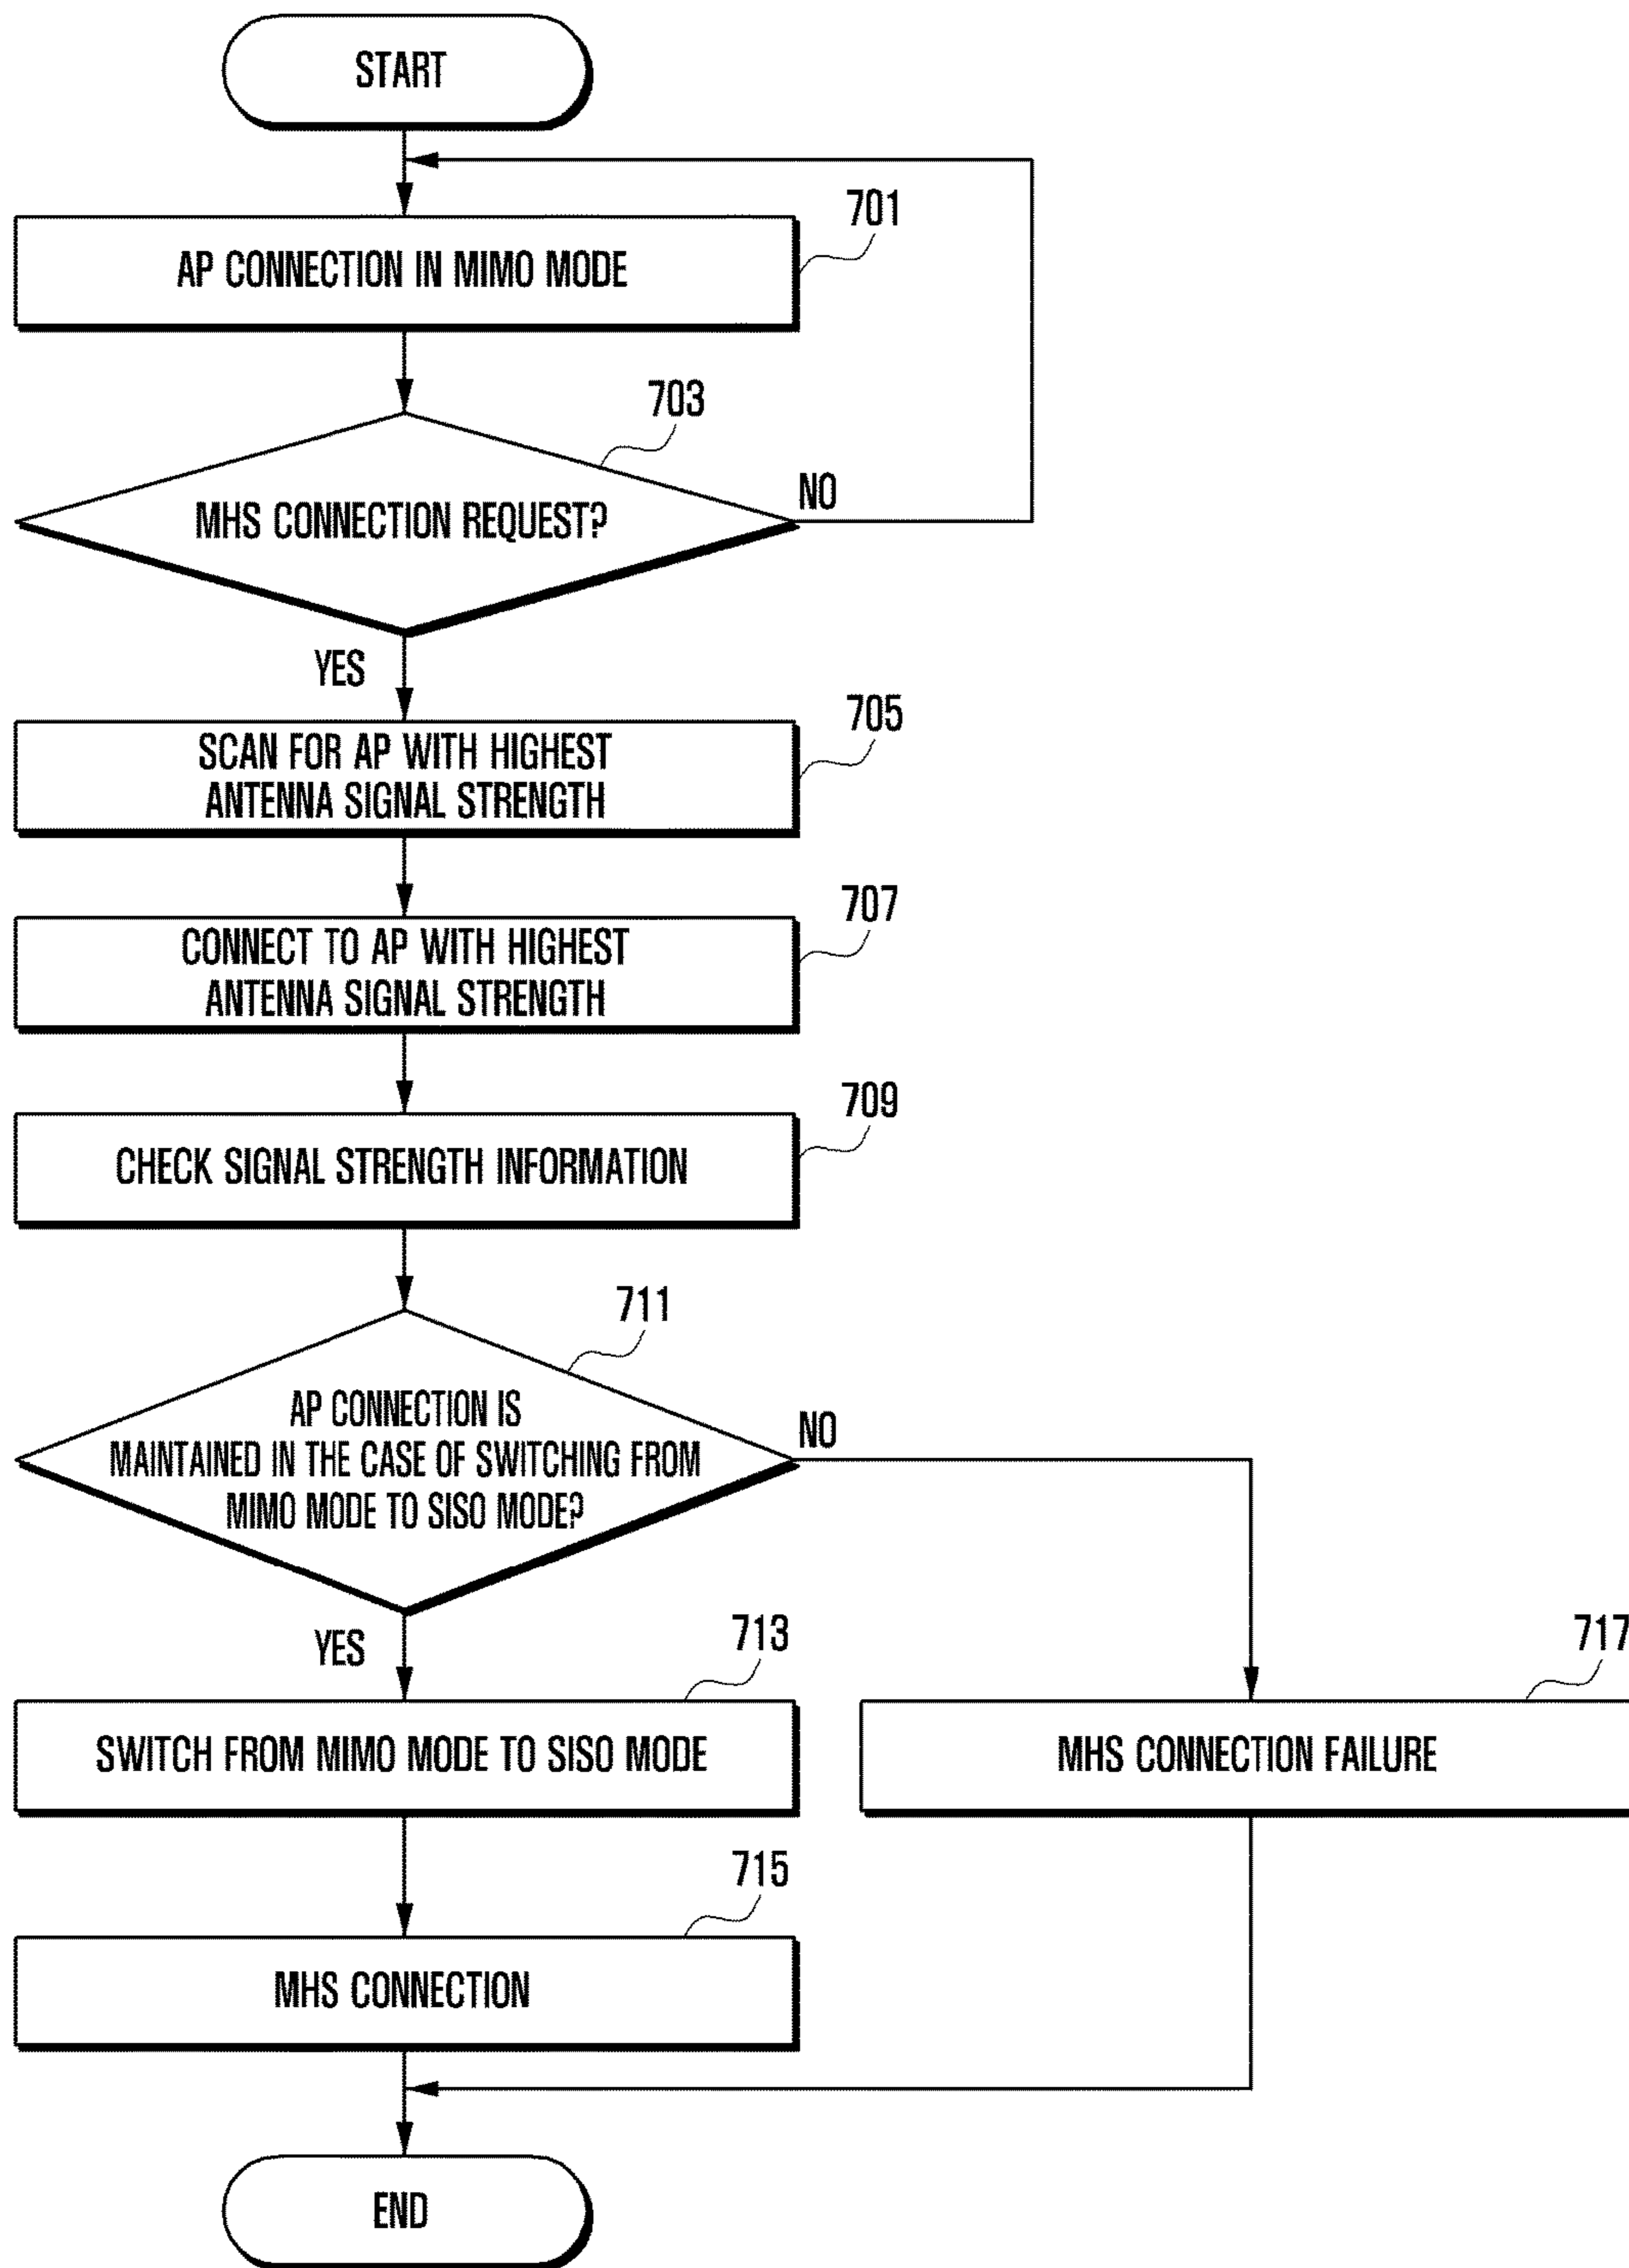 START
701
AP CONNECTION IN MIMO MODE
703
MHS CONNECTION REQUEST?
NO
YES
705
SCAN FOR AP WITH HIGHEST
ANTENNA SIGNAL STRENGTH
707
CONNECT TO AP WITH HIGHEST
ANTENNA SIGNAL STRENGTH
709
CHECK SIGNAL STRENGTH INFORMATION
711
AP CONNECTION IS
MAINTAINED IN THE CASE OF SWITCHING FROM
MIMO MODE TO SISO MODE?
NO
YES
713
SWITCH FROM MIMO MODE TO SISO MODE
717
MHS CONNECTION FAILURE
715
MHS CONNECTION
END